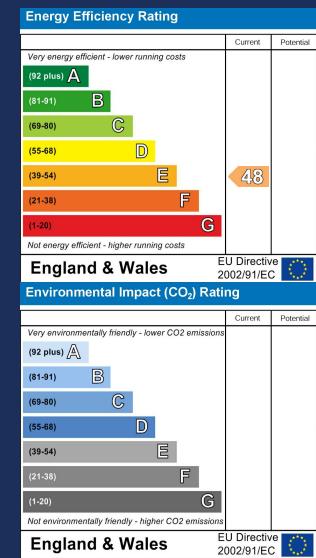 Energy Efficiency Rating
Current Potential
Very energy efficient - lower running costs
(92 plus) A
(81-91) B
(69-80) C
(55-68) D
(39-54) E 48
(21-38) F
(1-20) G
Not energy efficient - higher running costs
England & Wales
EU Directive
2002/91/EC
Environmental Impact (CO₂) Rating
Current Potential
Very environmentally friendly - lower CO2 emissions
(92 plus) A
(81-91) B
(69-80) C
(55-68) D
(39-54) E
(21-38) F
(1-20) G
Not environmentally friendly - higher CO2 emissions
England & Wales
EU Directive
2002/91/EC